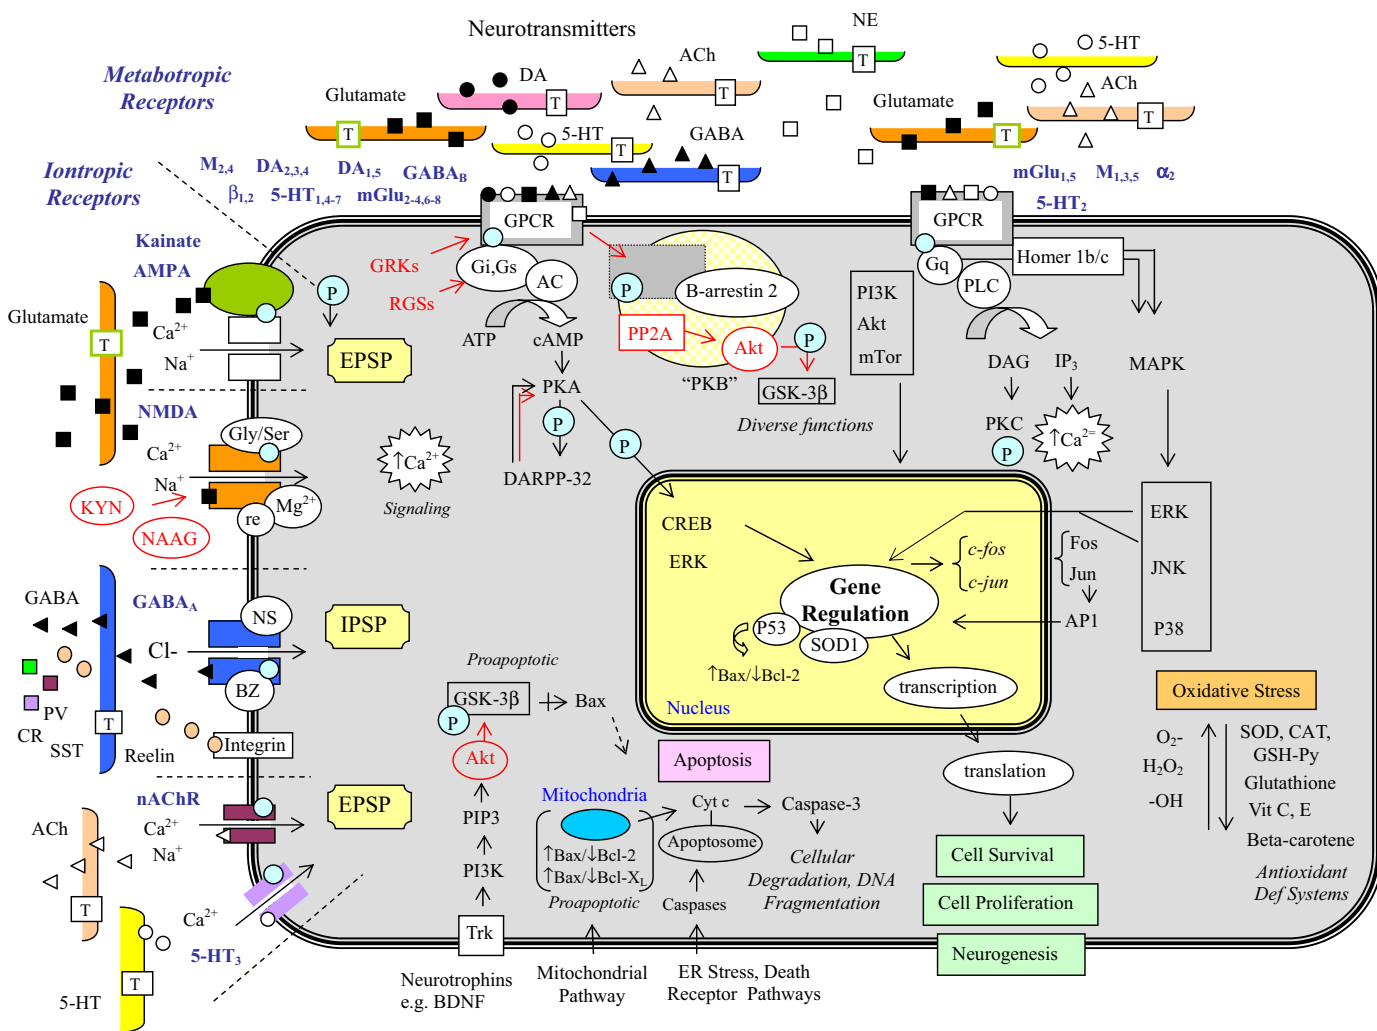 Neurotransmitters
NE
5-HT
Metabotropic
Receptors
DA
ACh
ACh
Glutamate
Glutamate
T
T
T
T
T
T
5-HT
GABA
T
T
Iontropic
Receptors
M2,4
DA2,3,4
DA1,5
GABAB
β1,2
5-HT1,4-7
mGlu2-4,6-8
mGlu1,5
M1,3,5
α2
5-HT2
GPCR
GPCR
Kainate
AMPA
GRKs
P
Gi,Gs
AC
RGSs
P
P
B-arrestin 2
PP2A
Akt
P
"PKB"
GSK-3β
Diverse functions
PI3K
Akt
mTor
Gq
PLC
Homer 1b/c
Glutamate
T
Ca2+
Na+
EPSP
ATP
cAMP
PKA
P
P
DARPP-32
DAG
IP3
MAPK
PKC
P
↑Ca2=
NMDA
Gly/Ser
Ca2+
Na+
KYN
NAAG
re
Mg2+
↑Ca2+
Signaling
CREB
ERK
Gene
Regulation
P53
SOD1
↑Bax/↓Bcl-2
c-fos
c-jun
Fos
Jun
AP1
ERK
JNK
P38
transcription
Nucleus
GABA
GABAA
NS
Cl-
BZ
IPSP
PV
CR
SST
T
Reelin
Integrin
Proapoptotic
GSK-3β
P
Bax
Akt
PIP3
PI3K
Trk
Neurotrophins
e.g. BDNF
Apoptosis
Mitochondria
↑Bax/↓Bcl-2
↑Bax/↓Bcl-XL
Proapoptotic
Mitochondrial
Pathway
Cyt c
Caspase-3
Apoptosome
Caspases
Cellular
Degradation, DNA
Fragmentation
ER Stress, Death
Receptor Pathways
translation
Cell Survival
Cell Proliferation
Neurogenesis
Oxidative Stress
O2-
H2O2
-OH
SOD, CAT,
GSH-Py
Glutathione
Vit C, E
Beta-carotene
Antioxidant
Def Systems
nAChR
ACh
Ca2+
Na+
EPSP
T
Ca2+
5-HT3
T
5-HT